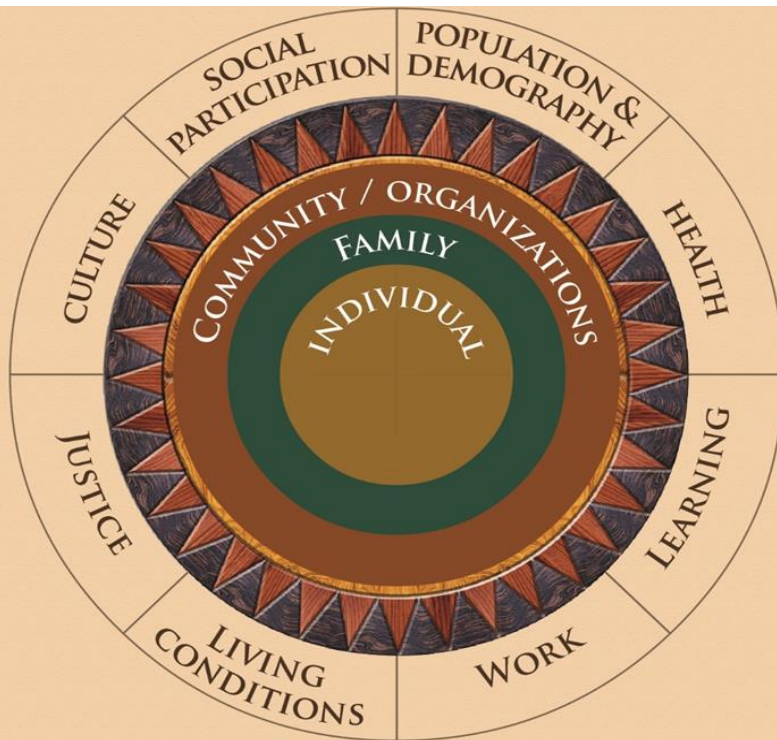 SOCIAL
PARTICIPATION
POPULATION &
DEMOGRAPHY
HEALTH
LEARNING
WORK
LIVING
CONDITIONS
JUSTICE
CULTURE
COMMUNITY / ORGANIZATIONS
FAMILY
INDIVIDUAL